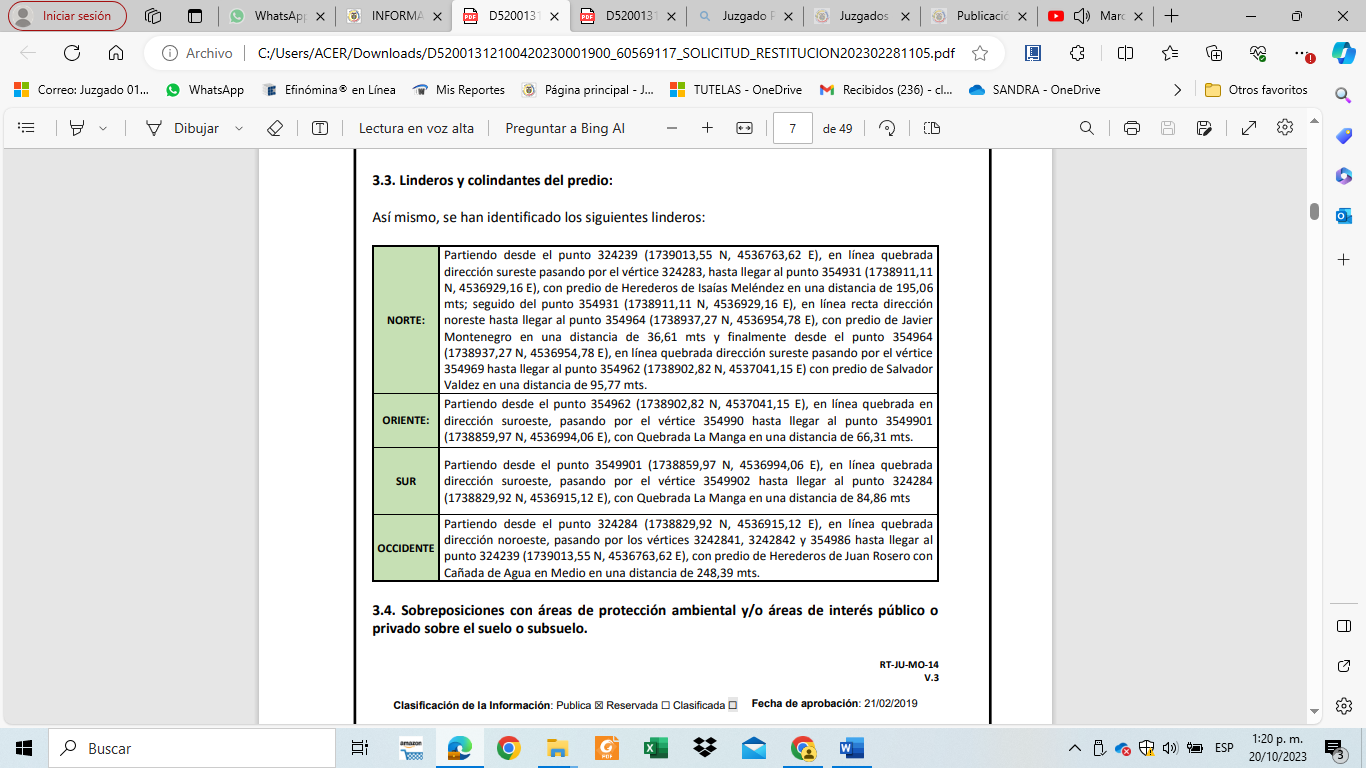 Iniciar sesión
WhatsApp
INFORMA
D5200131
D5200131
Juzgado P
Juzgados
Publicació
Marc
Archivo
C:/Users/ACER/Downloads/D52001312100420230001900_60569117_SOLICITUD_RESTITUCION202302281105.pdf
Correo: Juzgado 01...
WhatsApp
Efinómina® en Línea
Mis Reportes
Página principal - J...
TUTELAS - OneDrive
Recibidos (236) - cl...
SANDRA - OneDrive
Otros favoritos
Dibujar
Lectura en voz alta
Preguntar a Bing AI
7
de 49
3.3. Linderos y colindantes del predio:
Así mismo, se han identificado los siguientes linderos:
NORTE:
Partiendo desde el punto 324239 (1739013,55 N, 4536763,62 E), en línea quebrada
dirección sureste pasando por el vértice 324283, hasta llegar al punto 354931 (1738911,11
N, 4536929,16 E), con predio de Herederos de Isaías Meléndez en una distancia de 195,06
mts; seguido del punto 354931 (1738911,11 N, 4536929,16 E), en línea recta dirección
noreste hasta llegar al punto 354964 (1738937,27 N, 4536954,78 E), con predio de Javier
Montenegro en una distancia de 36,61 mts y finalmente desde el punto 354964
(1738937,27 N, 4536954,78 E), en línea quebrada dirección sureste pasando por el vértice
354969 hasta llegar al punto 354962 (1738902,82 N, 4537041,15 E) con predio de Salvador
Valdez en una distancia de 95,77 mts.
ORIENTE:
Partiendo desde el punto 354962 (1738902,82 N, 4537041,15 E), en línea quebrada en
dirección suroeste, pasando por el vértice 354990 hasta llegar al punto 3549901
(1738859,97 N, 4536994,06 E), con Quebrada La Manga en una distancia de 66,31 mts.
SUR
Partiendo desde el punto 3549901 (1738859,97 N, 4536994,06 E), en línea quebrada
dirección suroeste, pasando por el vértice 3549902 hasta llegar al punto 324284
(1738829,92 N, 4536915,12 E), con Quebrada La Manga en una distancia de 84,86 mts
OCCIDENTE
Partiendo desde el punto 324284 (1738829,92 N, 4536915,12 E), en línea quebrada
dirección noroeste, pasando por los vértices 3242841, 3242842 y 354986 hasta llegar al
punto 324239 (1739013,55 N, 4536763,62 E), con predio de Herederos de Juan Rosero con
Cañada de Agua en Medio en una distancia de 248,39 mts.
3.4. Sobreposiciones con áreas de protección ambiental y/o áreas de interés público o
privado sobre el suelo o subsuelo.
RT-JU-MO-14
V.3
Clasificación de la Información: Publica ☒ Reservada ☐ Clasificada ☐ Fecha de aprobación: 21/02/2019
Buscar
amazon
ESP
1:20 p. m.
20/10/2023
3